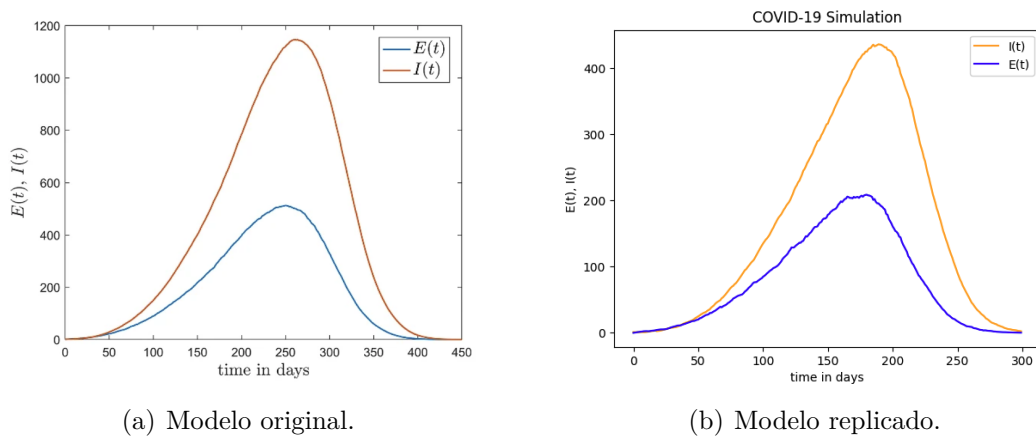 1200
1000
800
600
400
200
0
0 50 100 150 200 250 300 350 400 450
E(t), I(t)
time in days
E(t)
I(t)
(a) Modelo original.
COVID-19 Simulation
400
300
200
100
0
0 50 100 150 200 250 300
E(t), I(t)
time in days
I(t)
E(t)
(b) Modelo replicado.